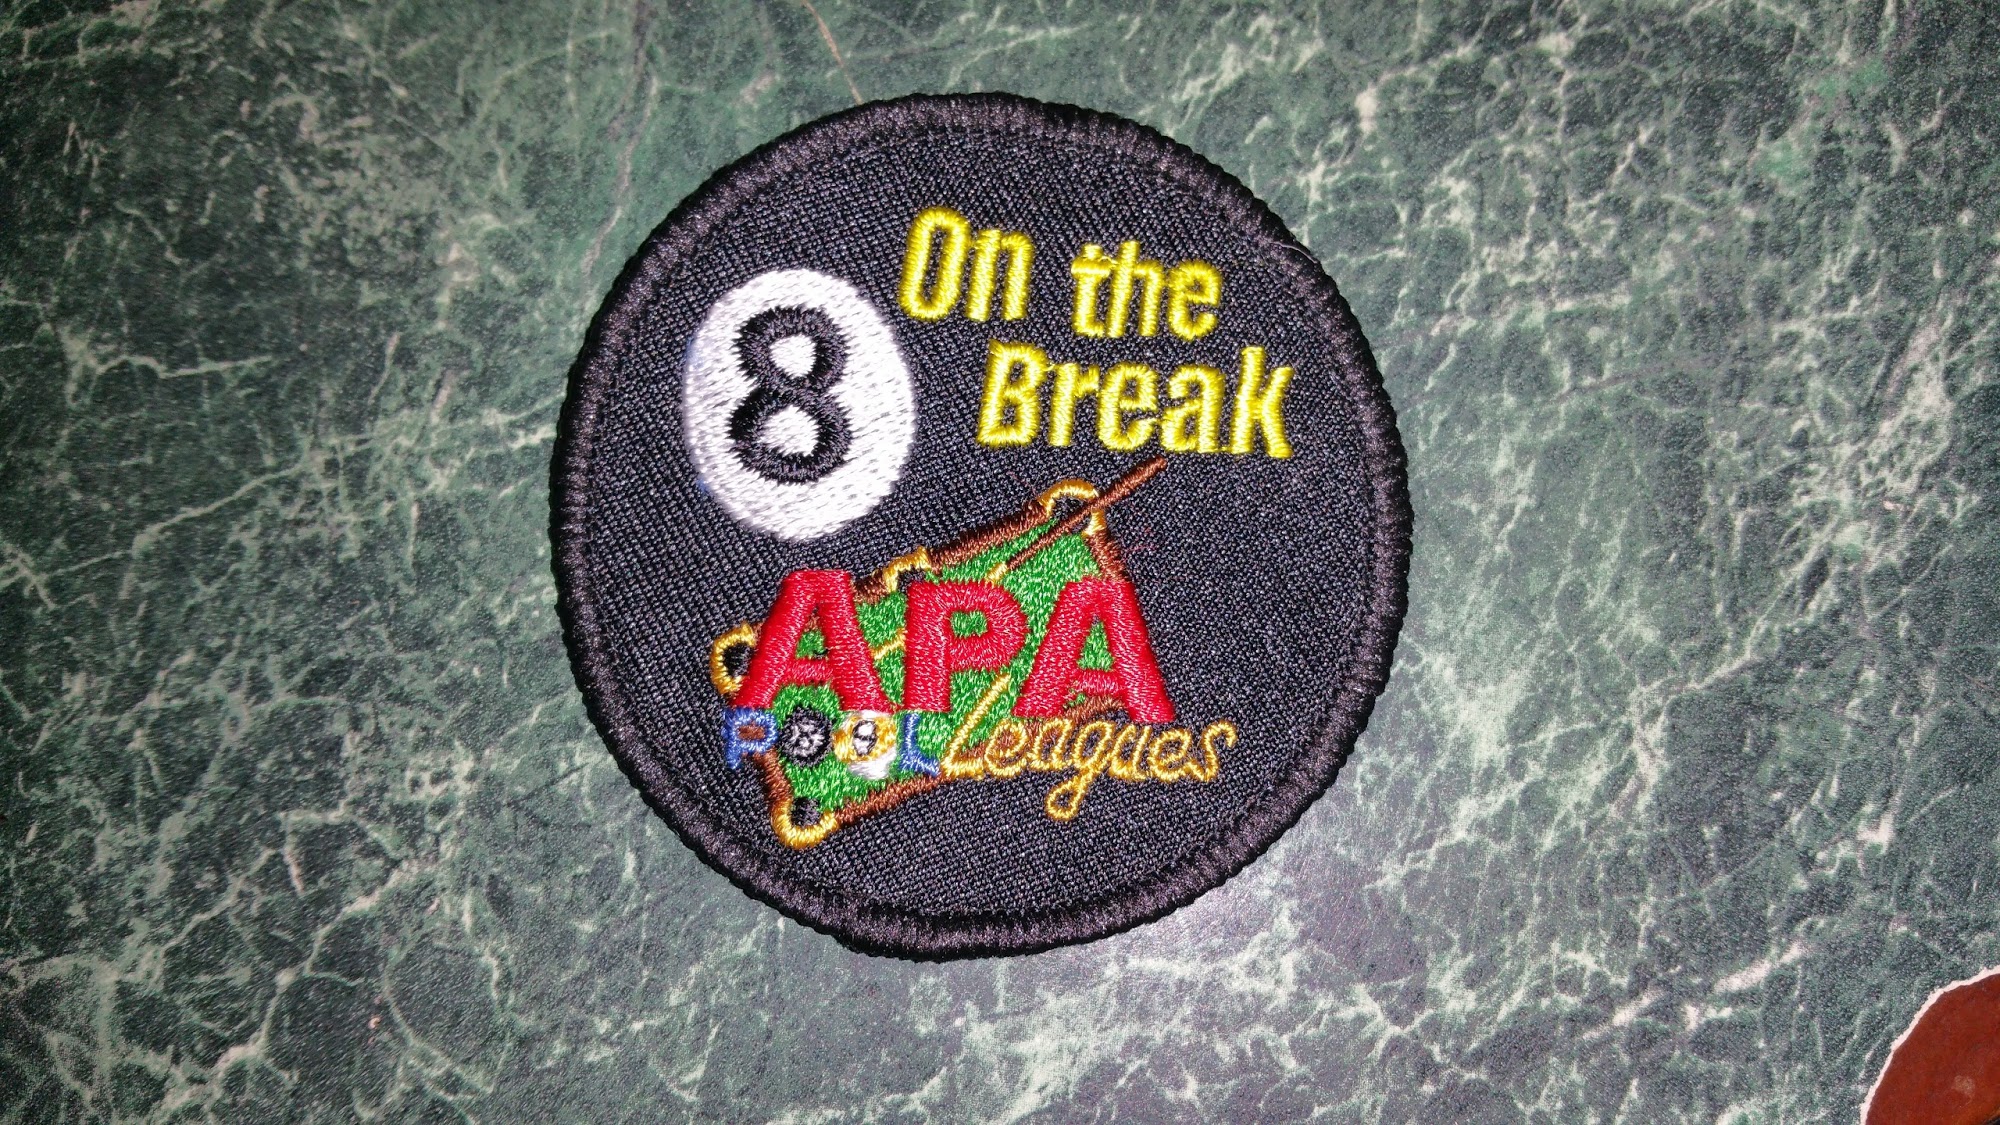 8
On the
Break
APA
POOL Leagues